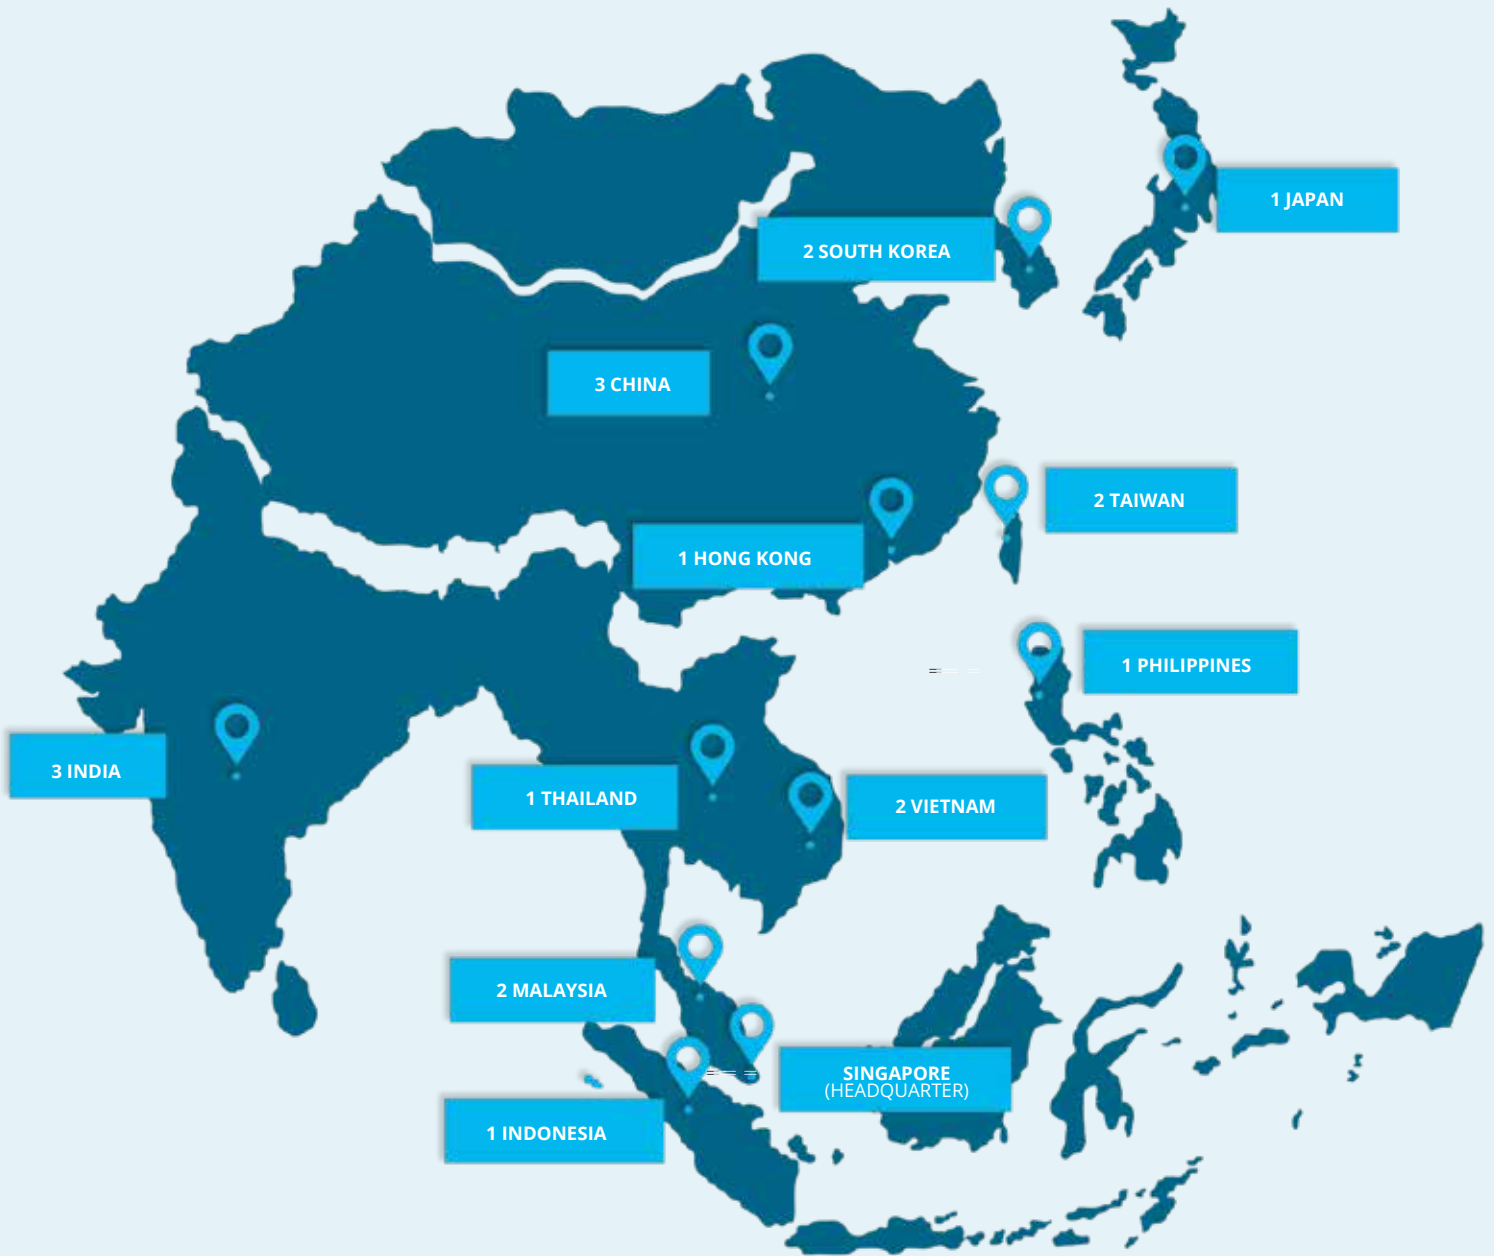 1 JAPAN
2 SOUTH KOREA
3 CHINA
2 TAIWAN
1 HONG KONG
1 PHILIPPINES
3 INDIA
1 THAILAND
2 VIETNAM
2 MALAYSIA
SINGAPORE
(HEADQUARTER)
1 INDONESIA